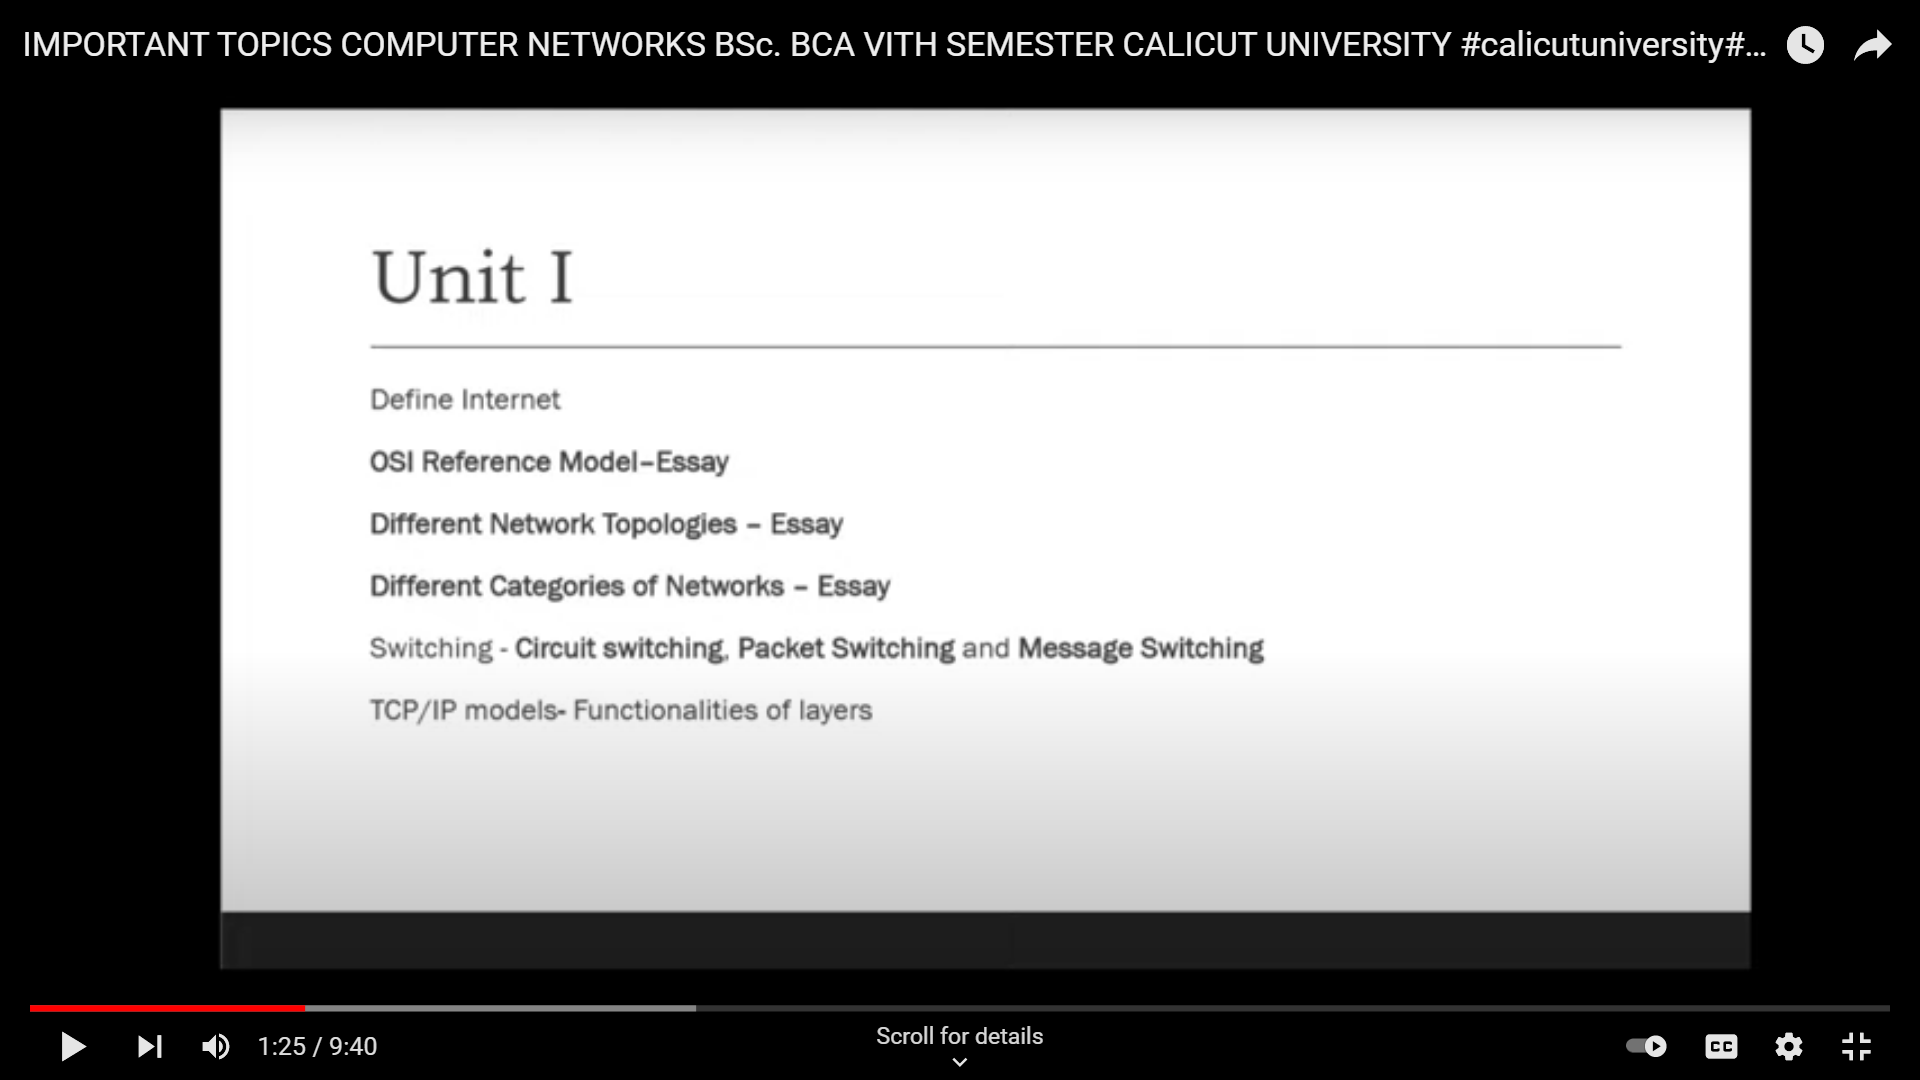 IMPORTANT TOPICS COMPUTER NETWORKS BSc. BCA VITH SEMESTER CALICUT UNIVERSITY #calicutuniversity#...
Unit I
Define Internet
OSI Reference Model–Essay
Different Network Topologies – Essay
Different Categories of Networks – Essay
Switching - Circuit switching, Packet Switching and Message Switching
TCP/IP models- Functionalities of layers
1:25 / 9:40
Scroll for details
CC